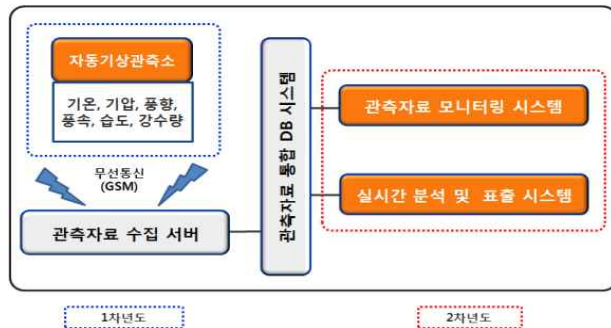 자동기상관측소
기온, 기압, 풍향,
풍속, 습도, 강수량
무선통신
(GSM)
관측자료 수집 서버
관측자료 통합 DB 시스템
관측자료 모니터링 시스템
실시간 분석 및 표출 시스템
1차년도
2차년도